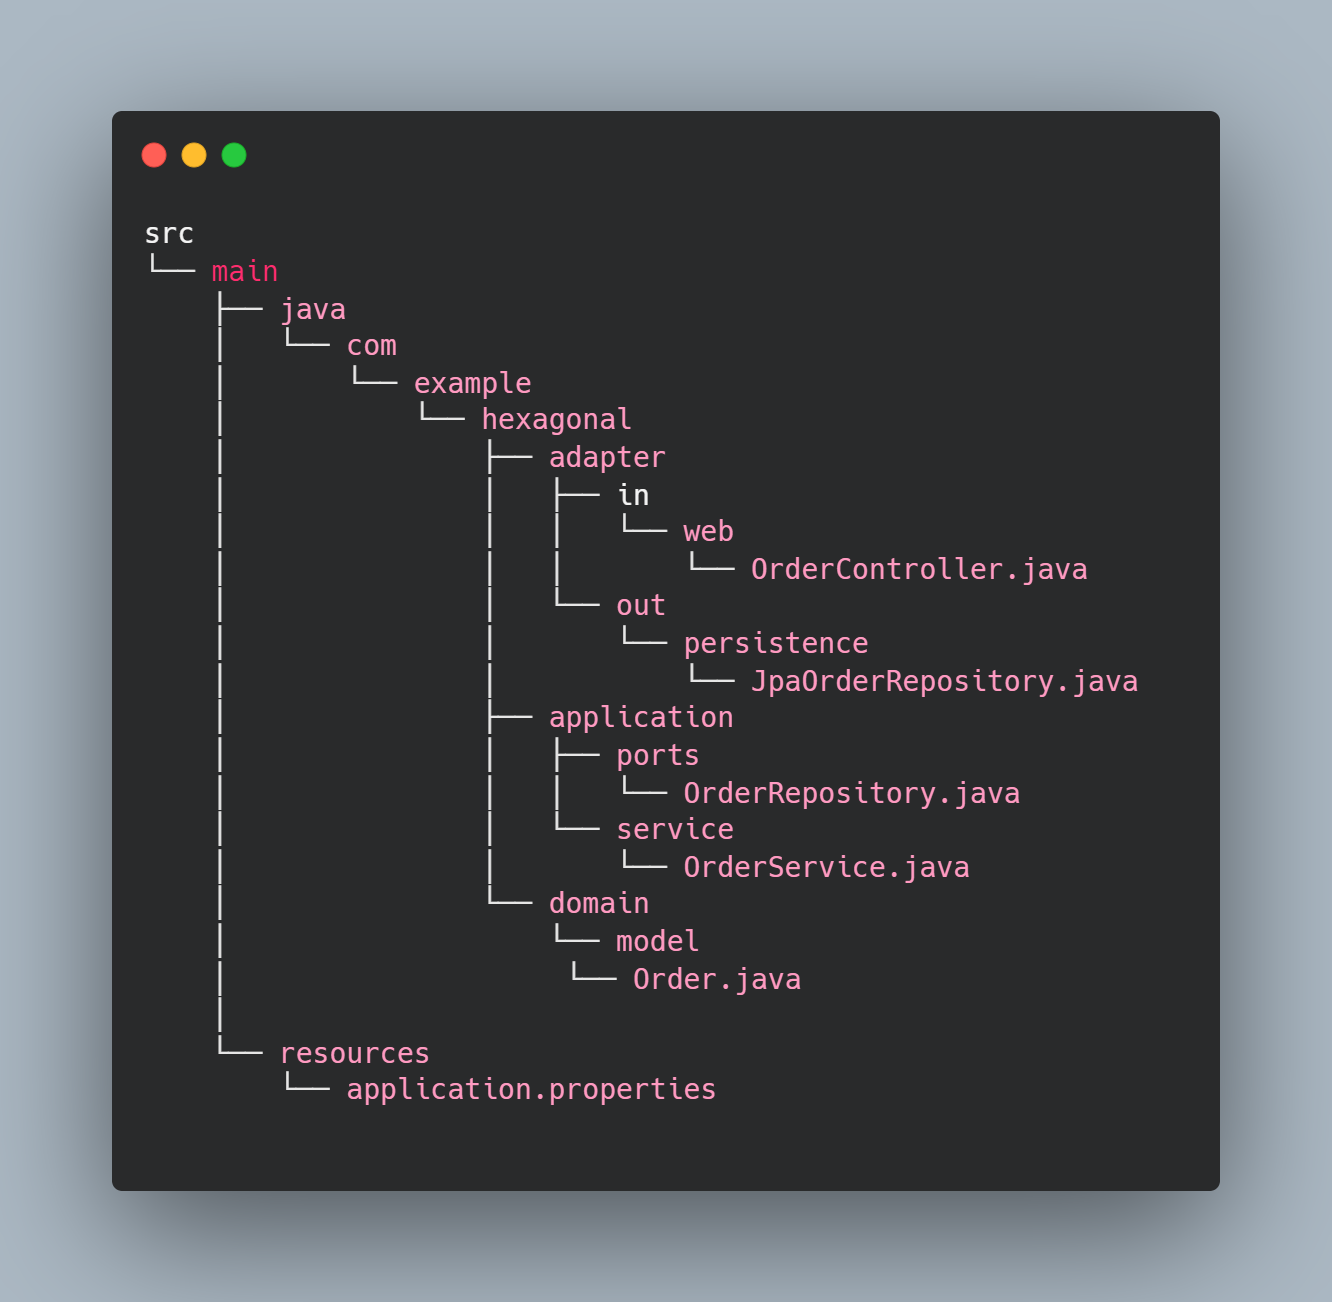 src
└── main
    ├── java
    │   └── com
    │       └── example
    │           └── hexagonal
    │               ├── adapter
    │               │   ├── in
    │               │   │   └── web
    │               │   │       └── OrderController.java
    │               │   └── out
    │               │       └── persistence
    │               │           └── JpaOrderRepository.java
    │               ├── application
    │               │   ├── ports
    │               │   │   └── OrderRepository.java
    │               │   └── service
    │               │       └── OrderService.java
    │               └── domain
    │                   └── model
    │                    └── Order.java
    │
    └── resources
        └── application.properties